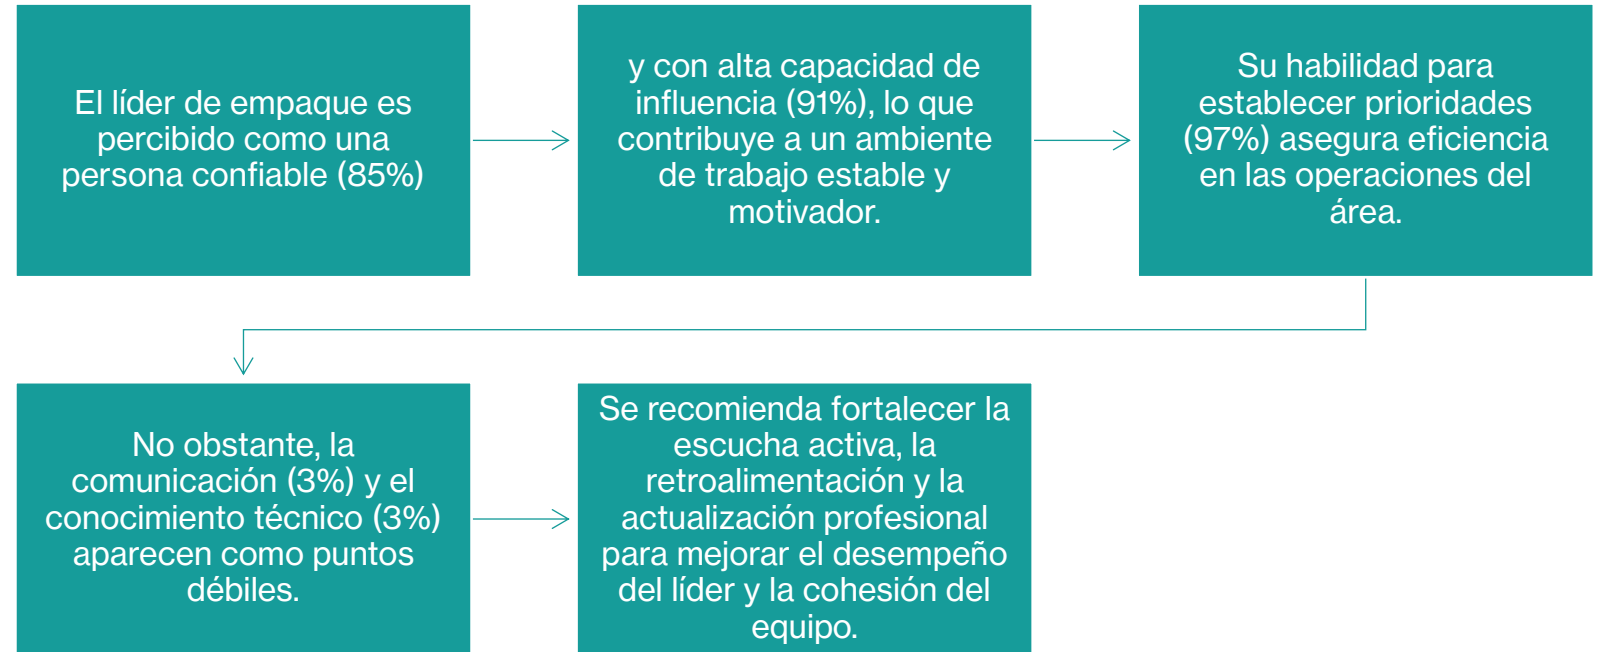 El líder de empaque es
percibido como una
persona confiable (85%)
y con alta capacidad de
influencia (91%), lo que
contribuye a un ambiente
de trabajo estable y
motivador.
Su habilidad para
establecer prioridades
(97%) asegura eficiencia
en las operaciones del
área.
No obstante, la
comunicación (3%) y el
conocimiento técnico (3%)
aparecen como puntos
débiles.
Se recomienda fortalecer la
escucha activa, la
retroalimentación y la
actualización profesional
para mejorar el desempeño
del líder y la cohesión del
equipo.